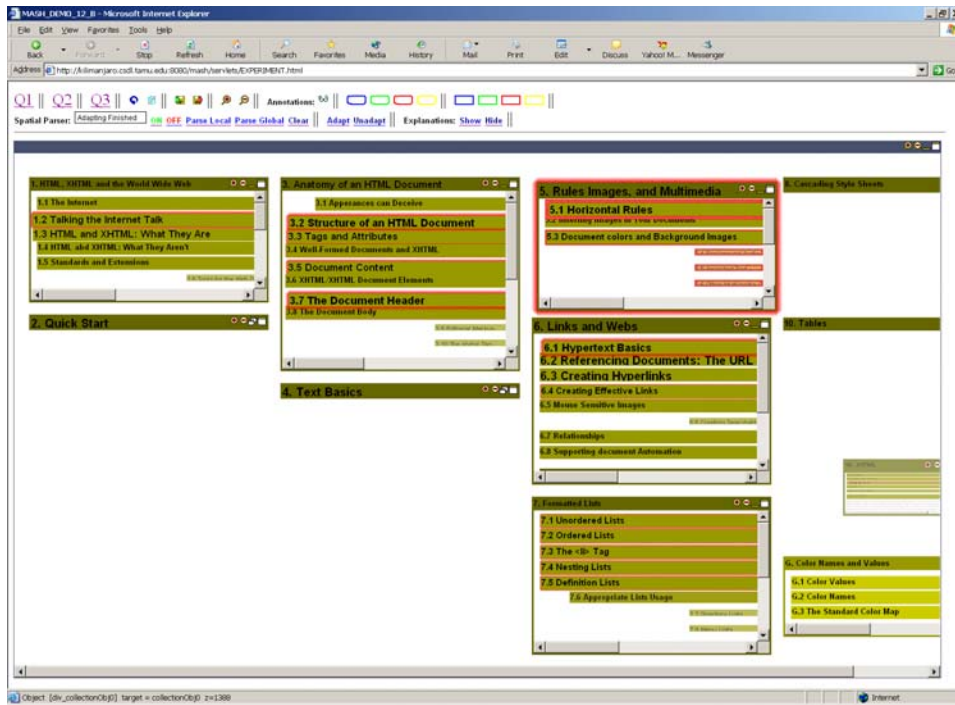 MASH_DEMO_12_B - Microsoft Internet Explorer
File Edit View Favorites Tools Help
Back Forward Stop Refresh Home Search Favorites Media History Mail Print Edit Discuss Yahoo! M... Messenger
Address http://kilimanjaro.csdl.tamu.edu:8080/mash/servlets/EXPERIMENT.html Go
Q1 || Q2 || Q3 || || || || Annotations: || ||
Spatial Parser: Adapting Finished ON OFF Parse Local Parse Global Clear || Adapt Unadapt || Explanations: Show Hide ||
1. HTML, XHTML and the World Wide Web
1.1 The Internet
1.2 Talking the Internet Talk
1.3 HTML and XHTML: What They Are
1.4 HTML abd XHTML: What They Aren't
1.5 Standards and Extensions
2. Quick Start
3. Anatomy of an HTML Document
3.1 Apperances can Deceive
3.2 Structure of an HTML Document
3.3 Tags and Attributes
3.4 Well-Formed Documents and XHTML
3.5 Document Content
3.6 XHTML/XHTML Document Elements
3.7 The Document Header
3.8 The Document Body
4. Text Basics
5. Rules Images, and Multimedia
5.1 Horizontal Rules
5.2 Inserting Images in Text Documents
5.3 Document colors and Background Images
6. Links and Webs
6.1 Hypertext Basics
6.2 Referencing Documents: The URL
6.3 Creating Hyperlinks
6.4 Creating Effective Links
6.5 Mouse Sensitive Images
6.7 Relationships
6.8 Supporting document Automation
7. Formatted Lists
7.1 Unordered Lists
7.2 Ordered Lists
7.3 The <li> Tag
7.4 Nesting Lists
7.5 Definition Lists
7.6 Appropriate Lists Usage
8. Cascading Style Sheets
10. Tables
G. Color Names and Values
G.1 Color Values
G.2 Color Names
G.3 The Standard Color Map
Object [div_collectionObj0] target = collectionObj0 z=1388
Internet